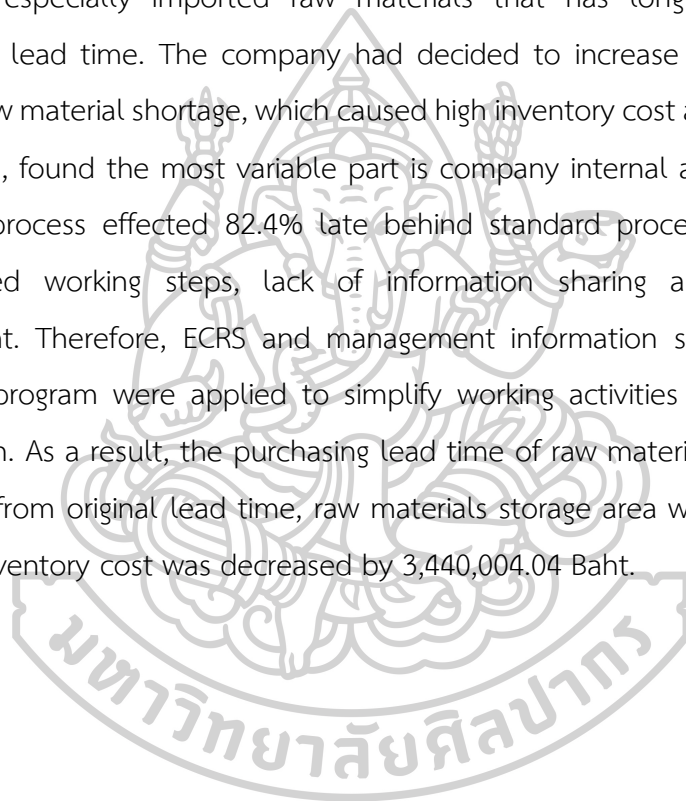 especially imported raw materials that has long
lead time. The company had decided to increase
w material shortage, which caused high inventory cost a
, found the most variable part is company internal a
process effected 82.4% late behind standard proce
ed working steps, lack of information sharing a
nt. Therefore, ECRS and management information s
program were applied to simplify working activities
n. As a result, the purchasing lead time of raw materi
from original lead time, raw materials storage area w
ventory cost was decreased by 3,440,004.04 Baht.
มหาวิทยาลัยศิลปากร